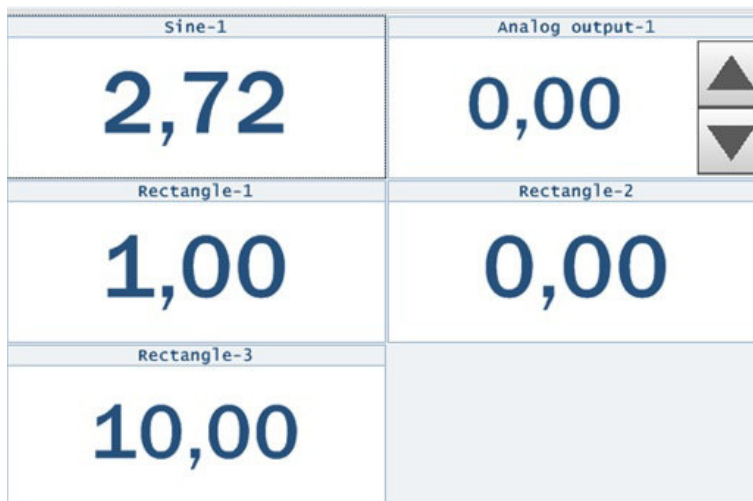 Sine-1
2,72
Analog output-1
0,00
Rectangle-1
1,00
Rectangle-2
0,00
Rectangle-3
10,00